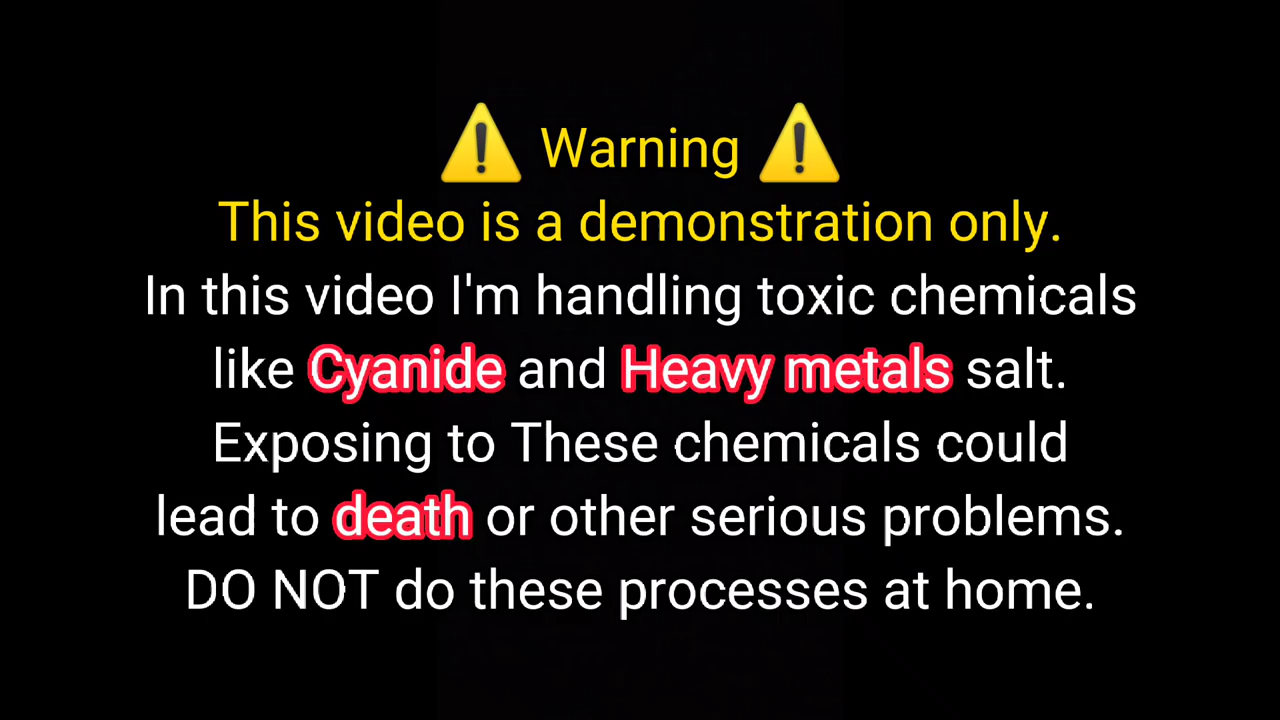 ⚠️ Warning ⚠️
This video is a demonstration only.
In this video I'm handling toxic chemicals
like Cyanide and Heavy metals salt.
Exposing to These chemicals could
lead to death or other serious problems.
DO NOT do these processes at home.